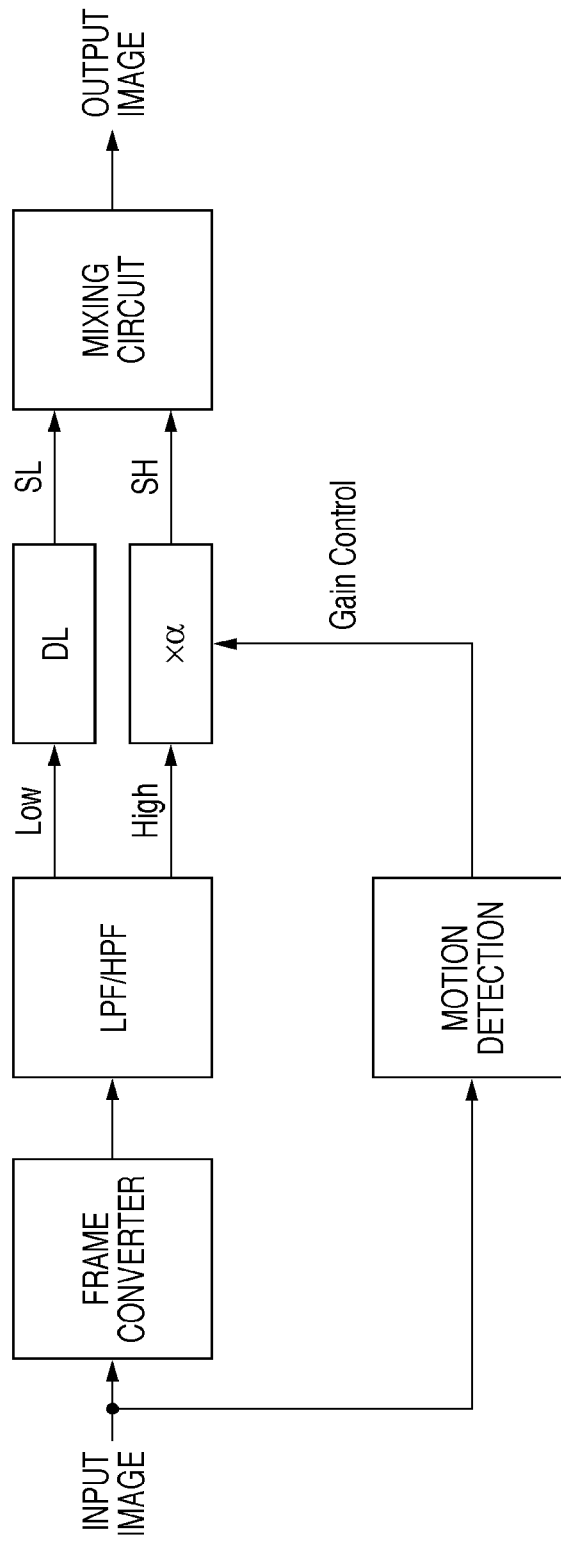 INPUT
IMAGE
FRAME
CONVERTER
LPF/HPF
Low
High
DL
×α
SL
SH
MIXING
CIRCUIT
OUTPUT
IMAGE
MOTION
DETECTION
Gain Control